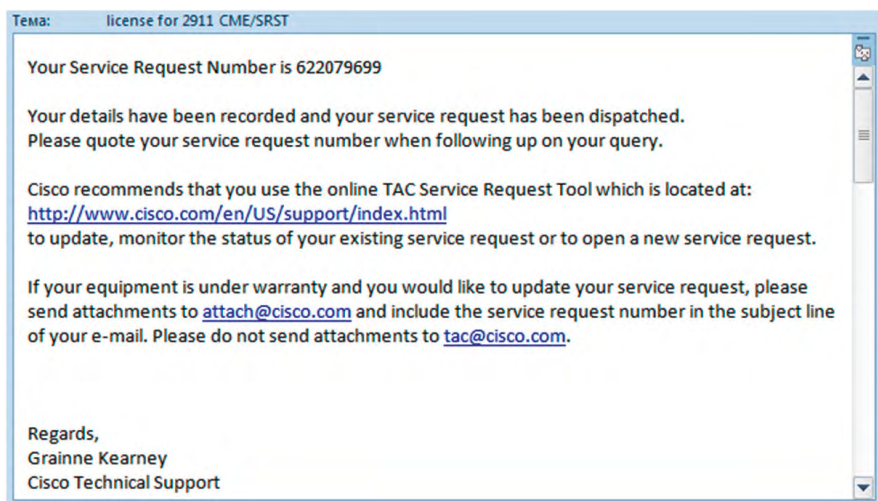 Тема: license for 2911 CME/SRST
Your Service Request Number is 622079699
Your details have been recorded and your service request has been dispatched.
Please quote your service request number when following up on your query.
Cisco recommends that you use the online TAC Service Request Tool which is located at:
http://www.cisco.com/en/US/support/index.html
to update, monitor the status of your existing service request or to open a new service request.
If your equipment is under warranty and you would like to update your service request, please
send attachments to attach@cisco.com and include the service request number in the subject line
of your e-mail. Please do not send attachments to tac@cisco.com.
Regards,
Grainne Kearney
Cisco Technical Support